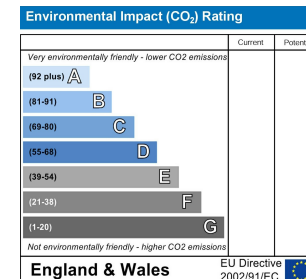 Environmental Impact (CO₂) Rating
Current Potent
Very environmentally friendly - lower CO2 emissions
(92 plus) A
(81-91) B
(69-80) C
(55-68) D
(39-54) E
(21-38) F
(1-20) G
Not environmentally friendly - higher CO2 emissions
England & Wales
EU Directive
2002/91/EC